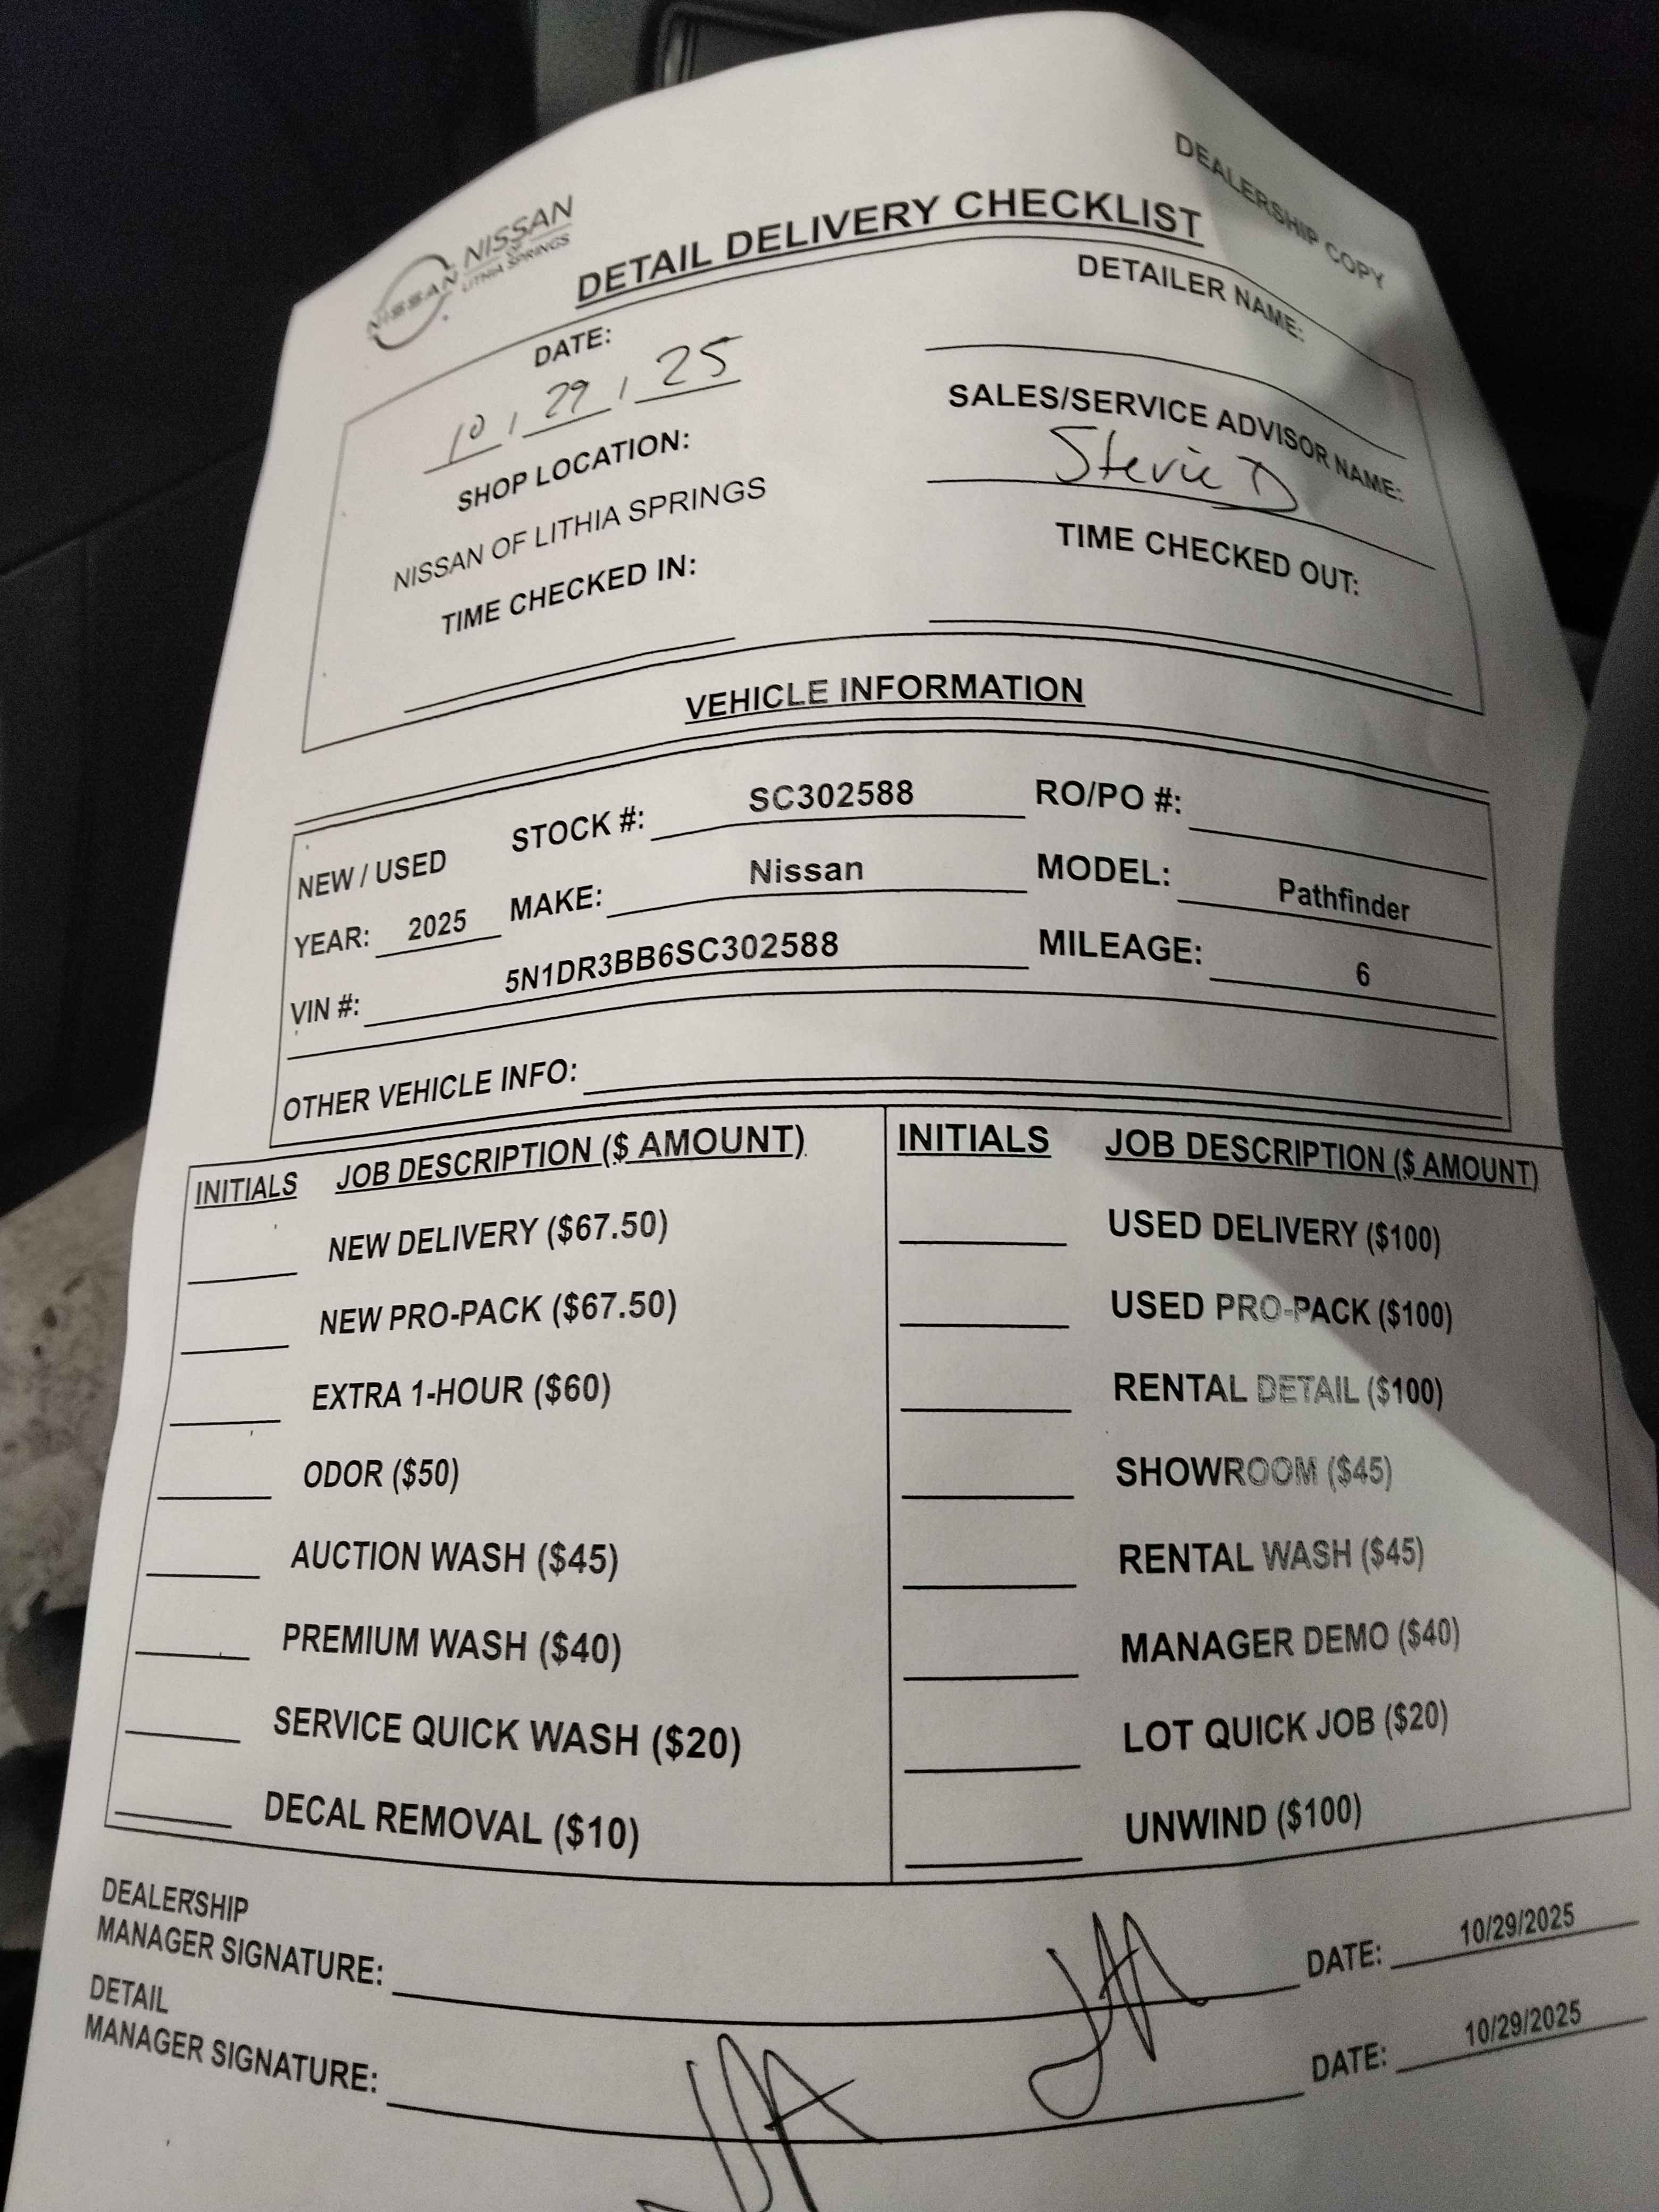 DEALERSHIP COPY
NISSAN
NISSAN
OF
LITHIA SPRINGS
DETAIL DELIVERY CHECKLIST
DATE:
10 / 29 / 25
DETAILER NAME:
SHOP LOCATION:
NISSAN OF LITHIA SPRINGS
SALES/SERVICE ADVISOR NAME:
Stevie D
TIME CHECKED IN:
TIME CHECKED OUT:
VEHICLE INFORMATION
NEW / USED STOCK #: SC302588 RO/PO #:
YEAR: 2025 MAKE: Nissan MODEL: Pathfinder
VIN #: 5N1DR3BB6SC302588 MILEAGE: 6
OTHER VEHICLE INFO:
INITIALS JOB DESCRIPTION ($ AMOUNT) INITIALS JOB DESCRIPTION ($ AMOUNT)
NEW DELIVERY ($67.50) USED DELIVERY ($100)
NEW PRO-PACK ($67.50) USED PRO-PACK ($100)
EXTRA 1-HOUR ($60) RENTAL DETAIL ($100)
ODOR ($50) SHOWROOM ($45)
AUCTION WASH ($45) RENTAL WASH ($45)
PREMIUM WASH ($40) MANAGER DEMO ($40)
SERVICE QUICK WASH ($20) LOT QUICK JOB ($20)
DECAL REMOVAL ($10) UNWIND ($100)
DEALERSHIP
MANAGER SIGNATURE: DATE: 10/29/2025
DETAIL
MANAGER SIGNATURE: DATE: 10/29/2025